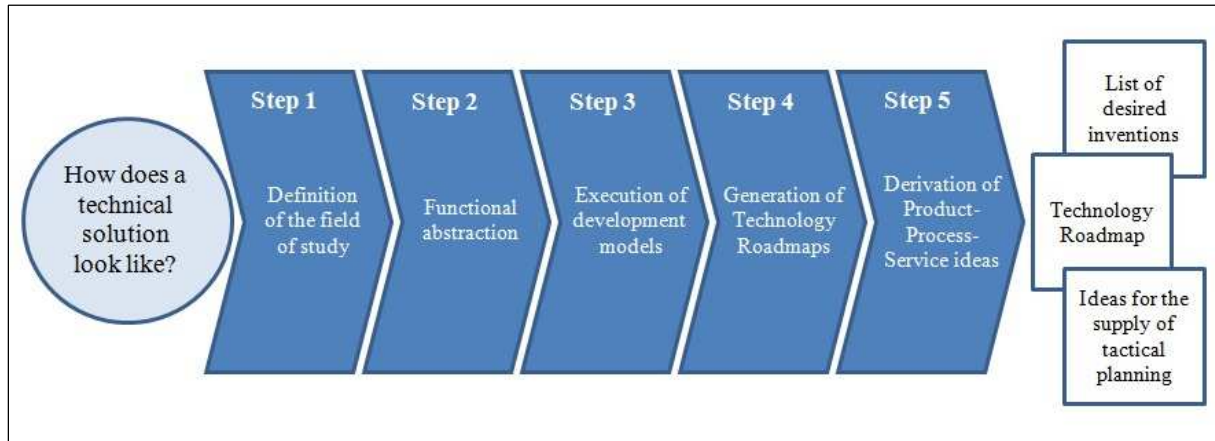 How does a
technical
solution
look like?
Step 1
Definition
of the field
of study
Step 2
Functional
abstraction
Step 3
Execution of
development
models
Step 4
Generation of
Technology
Roadmaps
Step 5
Derivation of
Product-
Process-
Service ideas
List of
desired
inventions
Technology
Roadmap
Ideas for the
supply of
tactical
planning